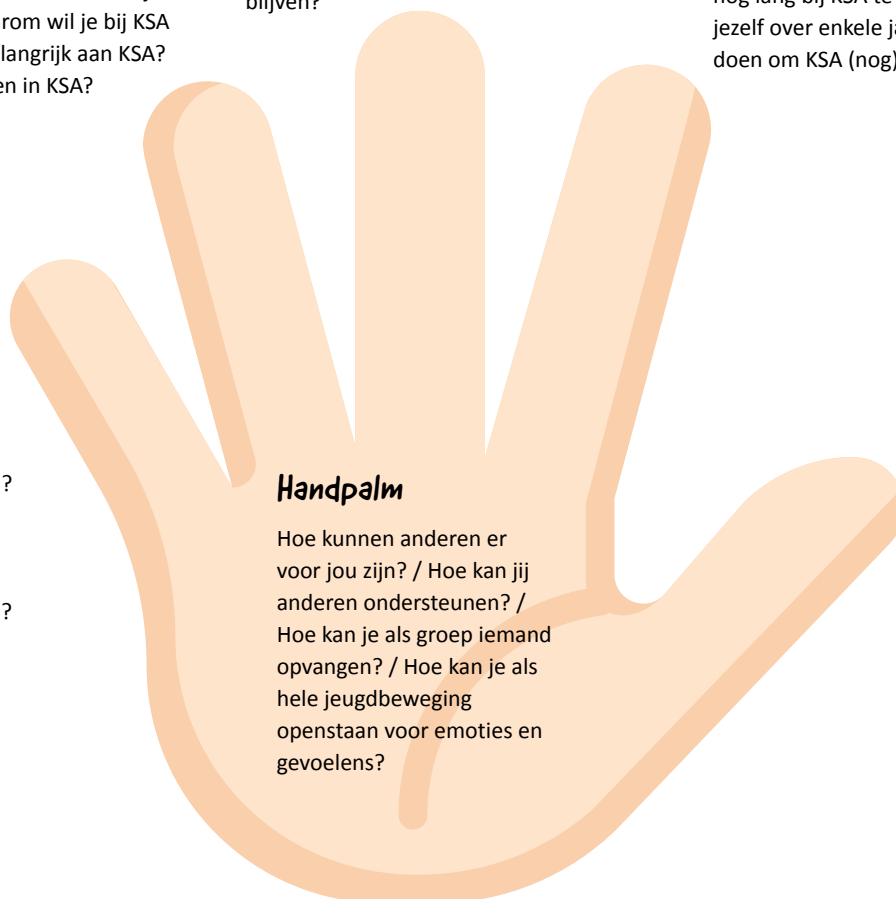 rom wil je bij KSA
langrijk aan KSA?
en in KSA?
blijven?
nog lang bij KSA te
jezelf over enkele ja
doen om KSA (nog)
?
?
Handpalm
Hoe kunnen anderen er
voor jou zijn? / Hoe kan jij
anderen ondersteunen? /
Hoe kan je als groep iemand
opvangen? / Hoe kan je als
hele jeugdbeweging
openstaan voor emoties en
gevoelens?